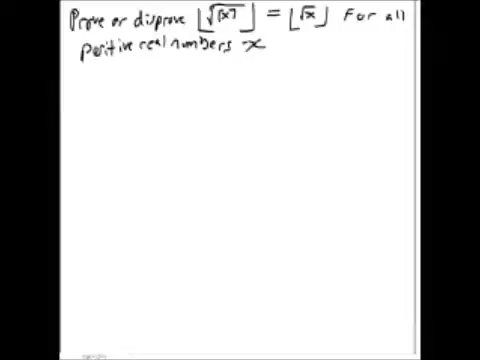 Prove or disprove ⌊√⌈x⌉⌋ = ⌊√x⌋ For all
positive real numbers x